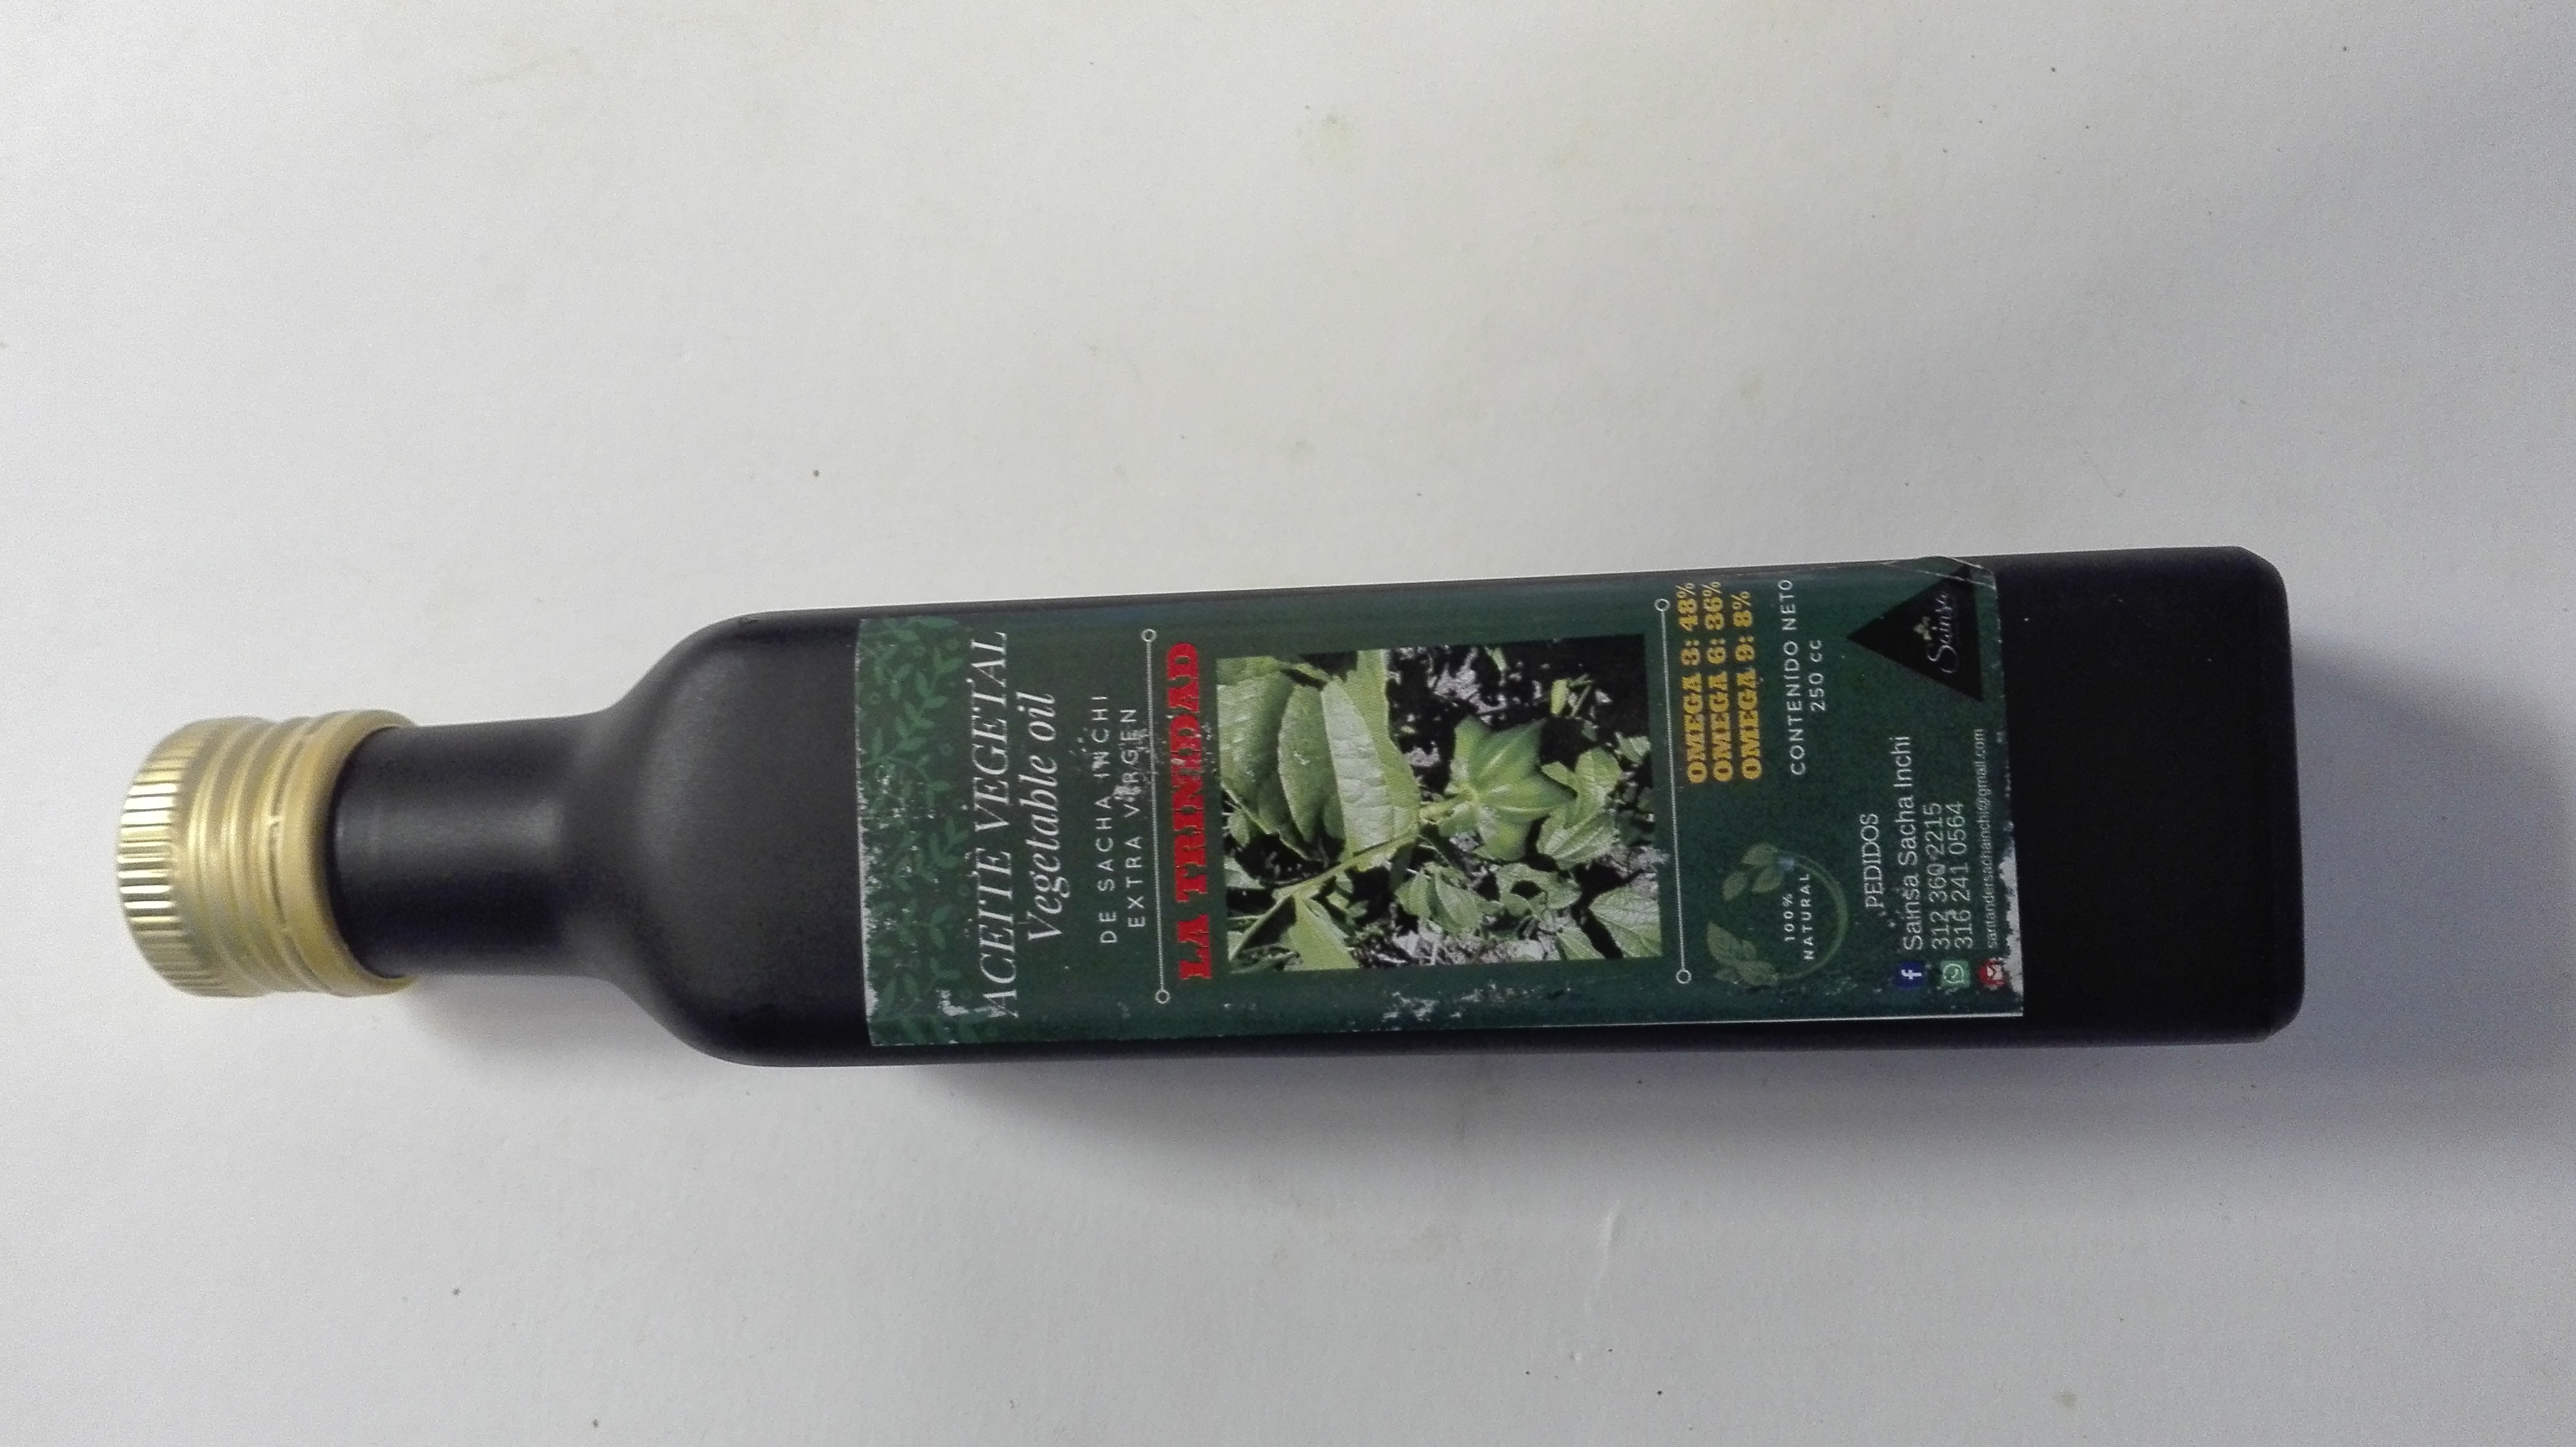 ACEITE VEGETAL
Vegetable oil
DE SACHA INCHI
EXTRA VIRGEN
LA TRINIDAD
OMEGA 3: 48%
OMEGA 6: 36%
OMEGA 9: 8%
100%
NATURAL
CONTENIDO NETO
250 cc
PEDIDOS
Sainsa Sacha Inchi
312 360 2215
316 241 0564
santandersachainchi@gmail.com
Sainsa